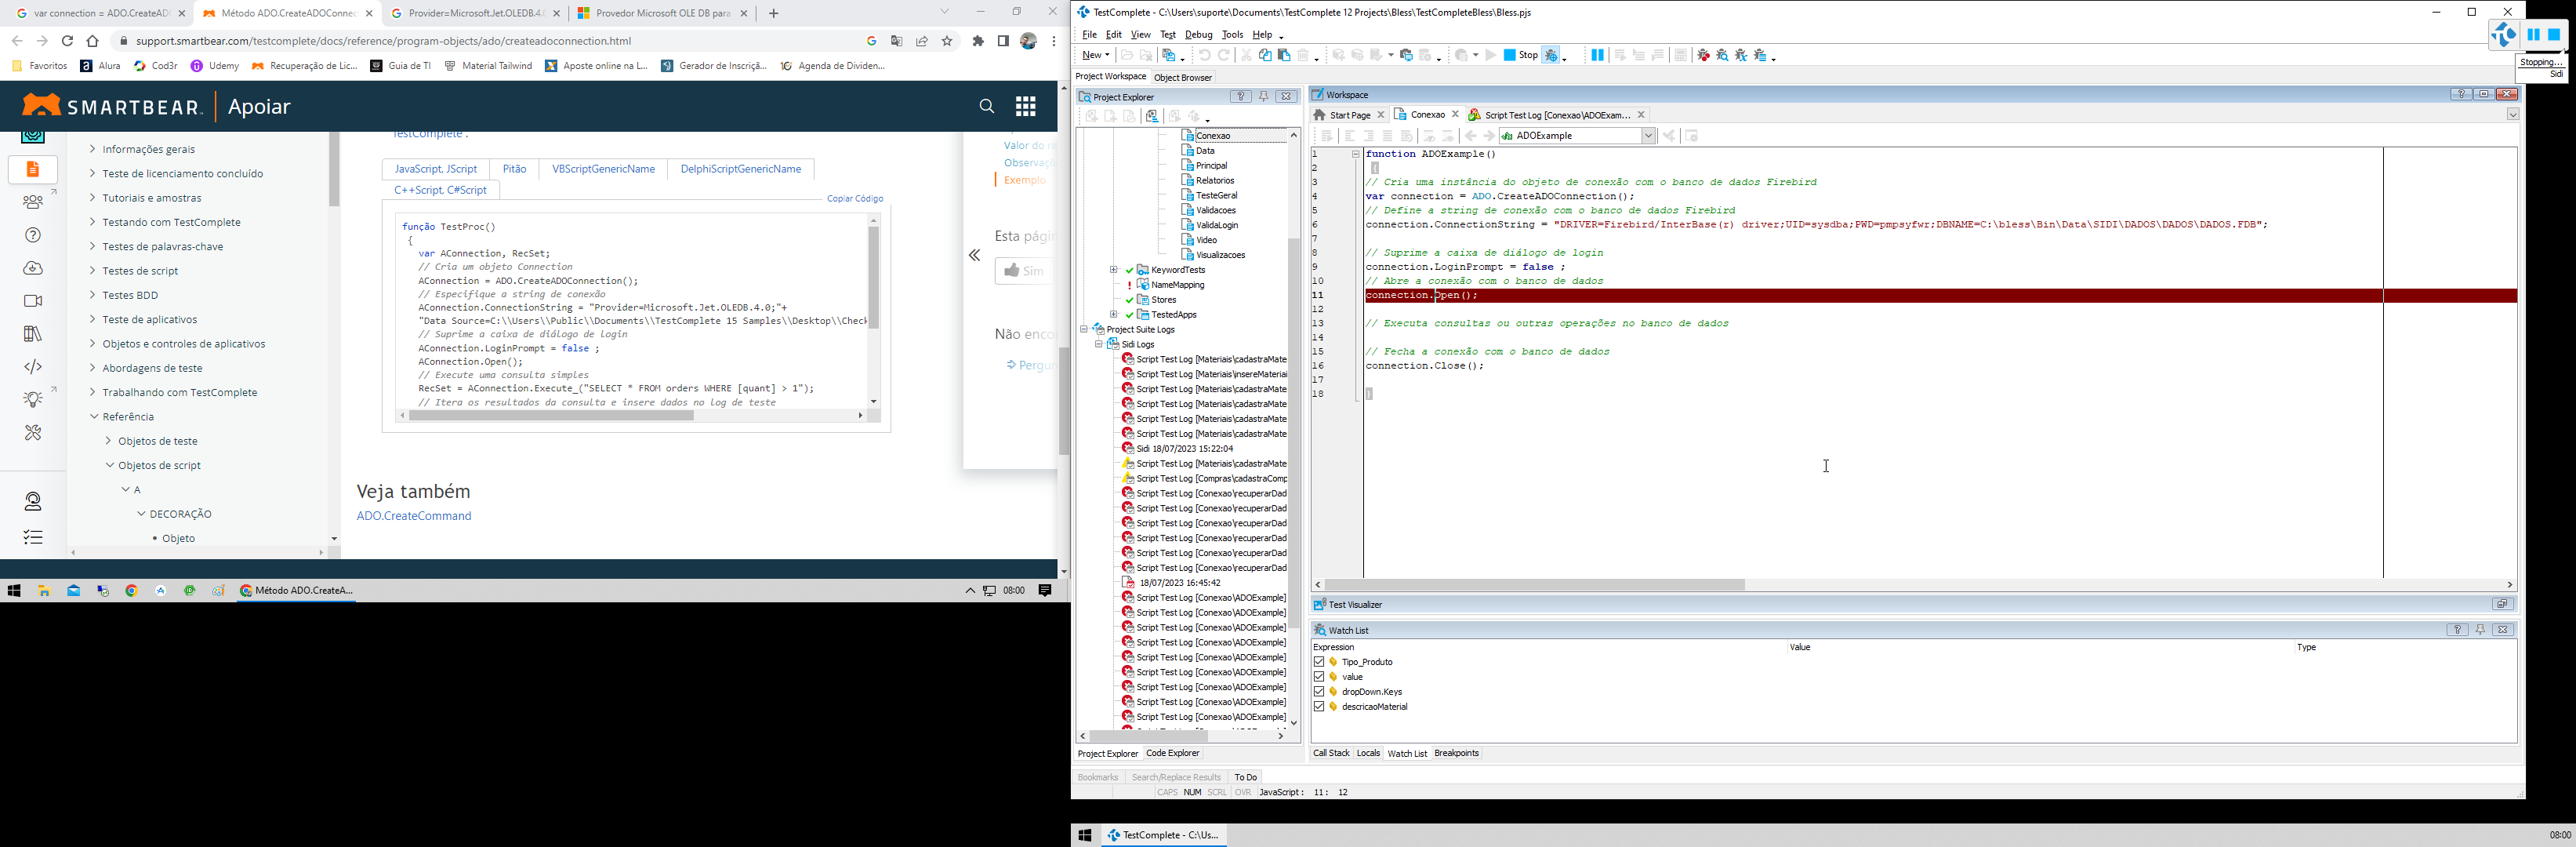 var connection = ADO.CreateAD
Método ADO.CreateADOConnec
Provider=Microsoft.Jet.OLEDB.4.
Provedor Microsoft OLE DB para
support.smartbear.com/testcomplete/docs/reference/program-objects/ado/createadoconnection.html
Favoritos
Alura
Cod3r
Udemy
Recuperação de Lic...
Guia de TI
Material Tailwind
Aposte online na L...
Gerador de Inscriçã...
Agenda de Dividen...
SMARTBEAR
Apoiar
Informações gerais
Teste de licenciamento concluído
Tutoriais e amostras
Testando com TestComplete
Testes de palavras-chave
Testes de script
Testes BDD
Teste de aplicativos
Objetos e controles de aplicativos
Abordagens de teste
Trabalhando com TestComplete
Referência
Objetos de teste
Objetos de script
A
DECORAÇÃO
Objeto
TestComplete .
JavaScript, JScript
Pitão
VBScriptGenericName
DelphiScriptGenericName
C++Script, C#Script
Copiar Código
função TestProc()
{
var AConnection, RecSet;
// Cria um objeto Connection
AConnection = ADO.CreateADOConnection();
// Especifique a string de conexão
AConnection.ConnectionString = "Provider=Microsoft.Jet.OLEDB.4.0;"+
"Data Source=C:\\Users\\Public\\Documents\\TestComplete 15 Samples\\Desktop\\Check
// Suprime a caixa de diálogo de login
AConnection.LoginPrompt = false ;
AConnection.Open();
// Execute uma consulta simples
RecSet = AConnection.Execute_("SELECT * FROM orders WHERE [quant] > 1");
// Itera os resultados da consulta e insere dados no log de teste
Veja também
ADO.CreateCommand
Valor do re
Observaçã
Exemplo
Esta págin
Sim
Não enco
Pergun
Método ADO.CreateA...
08:00
TestComplete - C:\Users\suporte\Documents\TestComplete 12 Projects\Bless\TestCompleteBless\Bless.pjs
File Edit View Test Debug Tools Help
New
Stop
Stopping...
Sidi
Project Workspace
Object Browser
Project Explorer
Conexao
Data
Principal
Relatorios
TesteGeral
Validacoes
ValidaLogin
Video
Visualizacoes
KeywordTests
NameMapping
Stores
TestedApps
Project Suite Logs
Sidi Logs
Script Test Log [Materiais\cadastraMate
Script Test Log [Materiais\insereMateriai
Script Test Log [Materiais\cadastraMate
Script Test Log [Materiais\cadastraMate
Script Test Log [Materiais\cadastraMate
Script Test Log [Materiais\cadastraMate
Sidi 18/07/2023 15:22:04
Script Test Log [Materiais\cadastraMate
Script Test Log [Compras\cadastraComp
Script Test Log [Conexao\recuperarDad
Script Test Log [Conexao\recuperarDad
Script Test Log [Conexao\recuperarDad
Script Test Log [Conexao\recuperarDad
Script Test Log [Conexao\recuperarDad
Script Test Log [Conexao\recuperarDad
18/07/2023 16:45:42
Script Test Log [Conexao\ADOExample]
Script Test Log [Conexao\ADOExample]
Script Test Log [Conexao\ADOExample]
Script Test Log [Conexao\ADOExample]
Script Test Log [Conexao\ADOExample]
Script Test Log [Conexao\ADOExample]
Script Test Log [Conexao\ADOExample]
Script Test Log [Conexao\ADOExample]
Script Test Log [Conexao\ADOExample]
Project Explorer
Code Explorer
Workspace
Start Page
Conexao
Script Test Log [Conexao\ADOExam...
ADOExample
1 function ADOExample()
2 {
3 // Cria uma instância do objeto de conexão com o banco de dados Firebird
4 var connection = ADO.CreateADOConnection();
5 // Define a string de conexão com o banco de dados Firebird
6 connection.ConnectionString = "DRIVER=Firebird/InterBase(r) driver;UID=sysdba;PWD=pmpsyfwr;DBNAME=C:\bless\Bin\Data\SIDI\DADOS\DADOS\DADOS.FDB";
7
8 // Suprime a caixa de diálogo de login
9 connection.LoginPrompt = false ;
10 // Abre a conexão com o banco de dados
11 connection.Open();
12
13 // Executa consultas ou outras operações no banco de dados
14
15 // Fecha a conexão com o banco de dados
16 connection.Close();
17
18 }
Test Visualizer
Watch List
Expression
Value
Type
Tipo_Produto
value
dropDown.Keys
descricaoMaterial
Call Stack
Locals
Watch List
Breakpoints
Bookmarks
Search/Replace Results
To Do
CAPS NUM SCRL OVR JavaScript : 11 : 12
TestComplete - C:\Us...
08:00